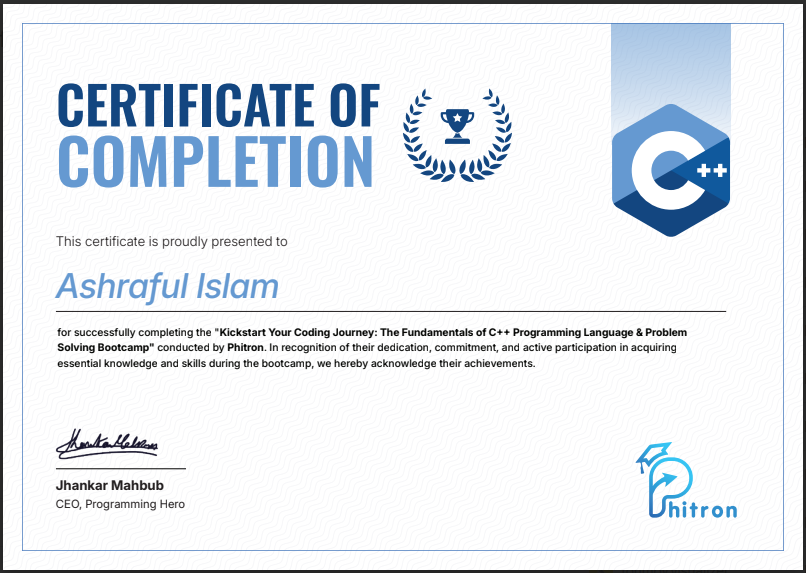 CERTIFICATE OF
COMPLETION
C++
This certificate is proudly presented to
Ashraful Islam
for successfully completing the "Kickstart Your Coding Journey: The Fundamentals of C++ Programming Language & Problem
Solving Bootcamp" conducted by Phitron. In recognition of their dedication, commitment, and active participation in acquiring
essential knowledge and skills during the bootcamp, we hereby acknowledge their achievements.
Jhankar Mahbub
Jhankar Mahbub
CEO, Programming Hero
Phitron